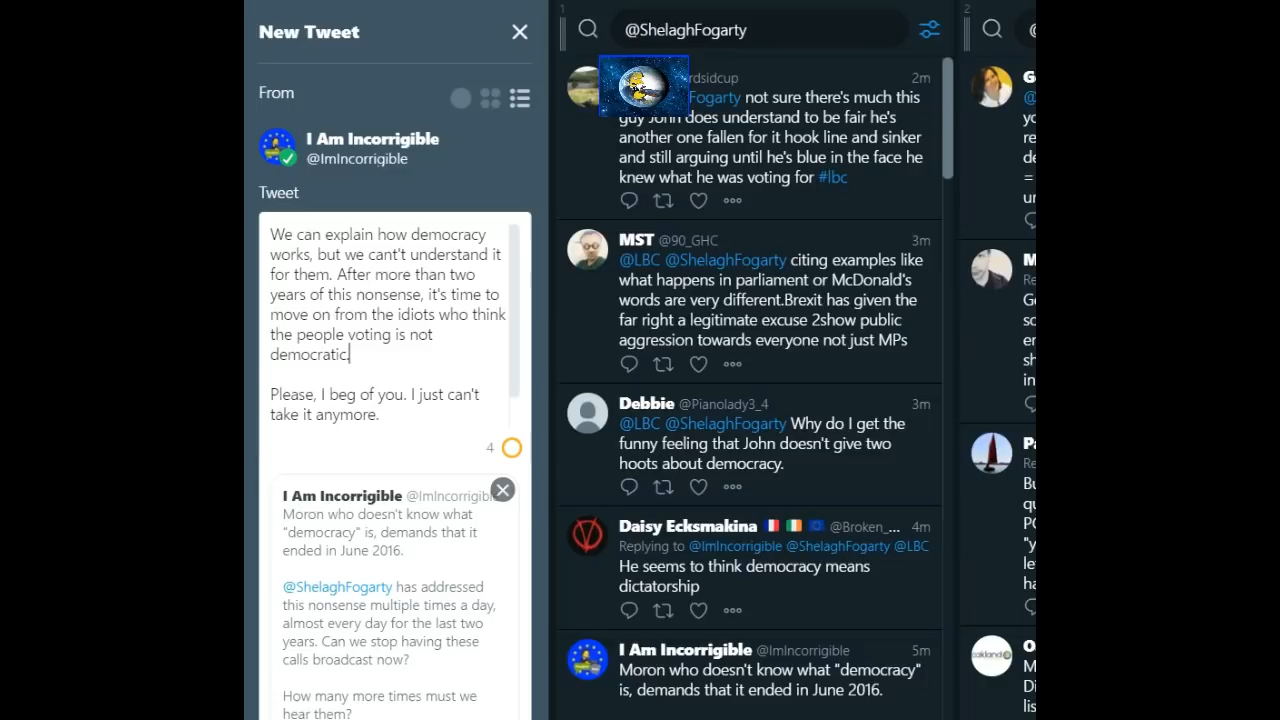 New Tweet
From
I Am Incorrigible
@ImIncorrigible
Tweet
We can explain how democracy
works, but we cant't understand it
for them. After more than two
years of this nonsense, it's time to
move on from the idiots who think
the people voting is not
democratic.
Please, I beg of you. I just can't
take it anymore.
4
I Am Incorrigible @ImIncorrigible
Moron who doesn't know what
"democracy" is, demands that it
ended in June 2016.
@ShelaghFogarty has addressed
this nonsense multiple times a day,
almost every day for the last two
years. Can we stop having these
calls broadcast now?
How many more times must we
hear them?
1
@ShelaghFogarty
rdsidcup 2m
Fogarty not sure there's much this
guy John does understand to be fair he's
another one fallen for it hook line and sinker
and still arguing until he's blue in the face he
knew what he was voting for #lbc
MST @90_GHC 3m
@LBC @ShelaghFogarty citing examples like
what happens in parliament or McDonald's
words are very different.Brexit has given the
far right a legitimate excuse 2show public
aggression towards everyone not just MPs
Debbie @Pianolady3_4 3m
@LBC @ShelaghFogarty Why do I get the
funny feeling that John doesn't give two
hoots about democracy.
Daisy Ecksmakina @Broken_... 4m
Replying to @ImIncorrigible @ShelaghFogarty @LBC
He seems to think democracy means
dictatorship
I Am Incorrigible @ImIncorrigible 5m
Moron who doesn't know what "democracy"
is, demands that it ended in June 2016.
2
oakland